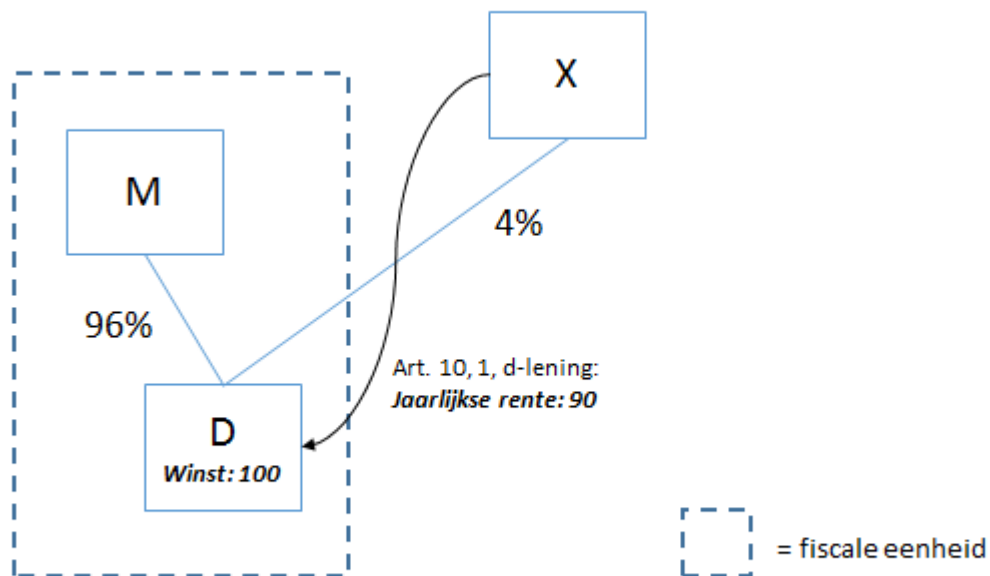 X
M
4%
96%
Art. 10, 1, d-lening:
Jaarlijkse rente: 90
D
Winst: 100
= fiscale eenheid